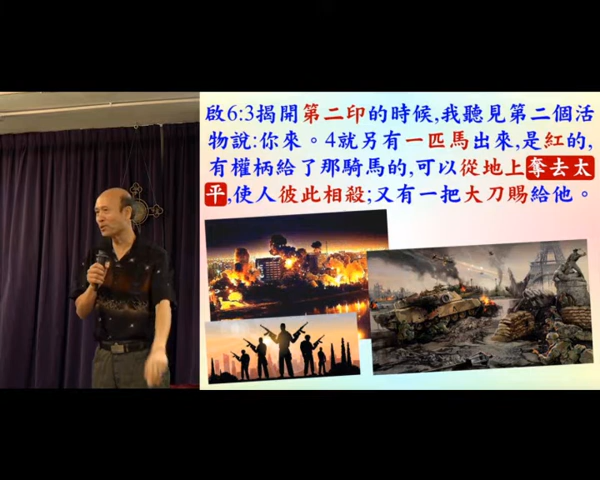 啟6:3揭開第二印的時候,我聽見第二個活
物說:你來。4就另有一匹馬出來,是紅的,
有權柄給了那騎馬的,可以從地上奪去太
平,使人彼此相殺;又有一把大刀賜給他。